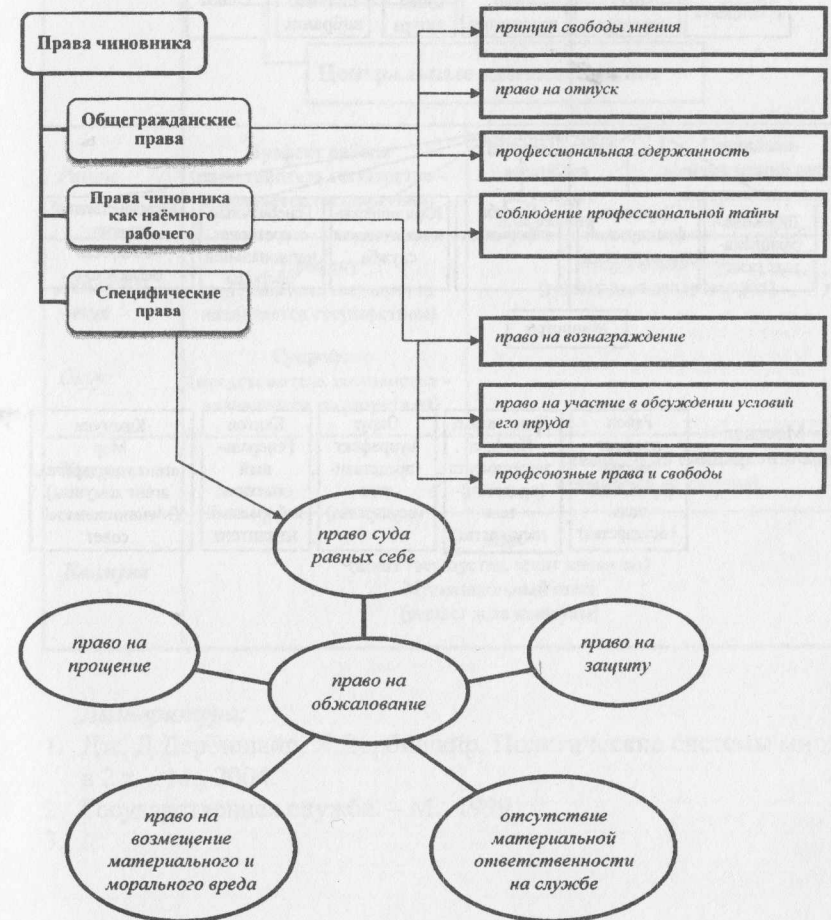 Права чиновника
Общегражданские
права
Права чиновника
как наёмного
рабочего
Специфические
права
принцип свободы мнения
право на отпуск
профессиональная сдержанность
соблюдение профессиональной тайны
право на вознаграждение
право на участие в обсуждении условий
его труда
профсоюзные права и свободы
право суда
равных себе
право на
прощение
право на
защиту
право на
обжалование
право на
возмещение
материального и
морального вреда
отсутствие
материальной
ответственности
на службе